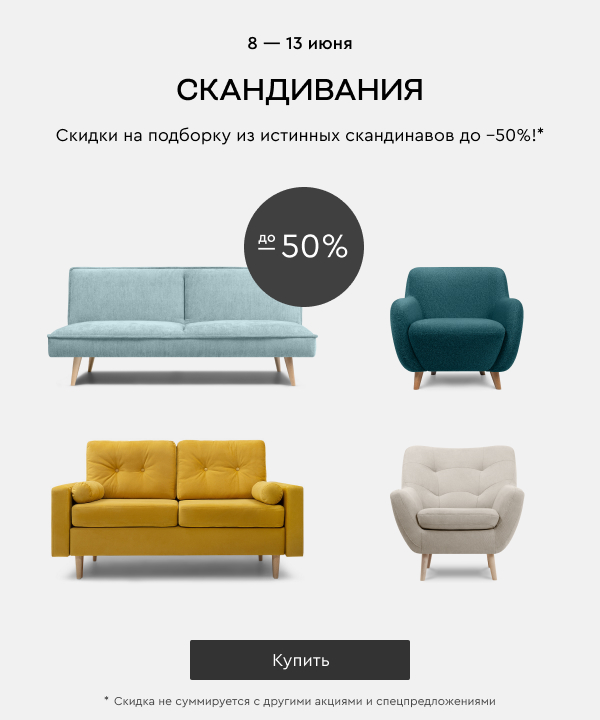 8 — 13 июня
СКАНДИВАНИЯ
Скидки на подборку из истинных скандинавов до –50%!*
до 50%
Купить
* Скидка не суммируется с другими акциями и спецпредложениями